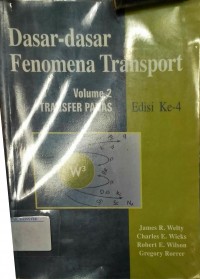 Dasar-dasar
Fenomena Transport
Volume 2
TRANSFER PANAS
Edisi Ke-4
James R. Welty
Charles E. Wicks
Robert E. Wilson
Gregory Rorrer